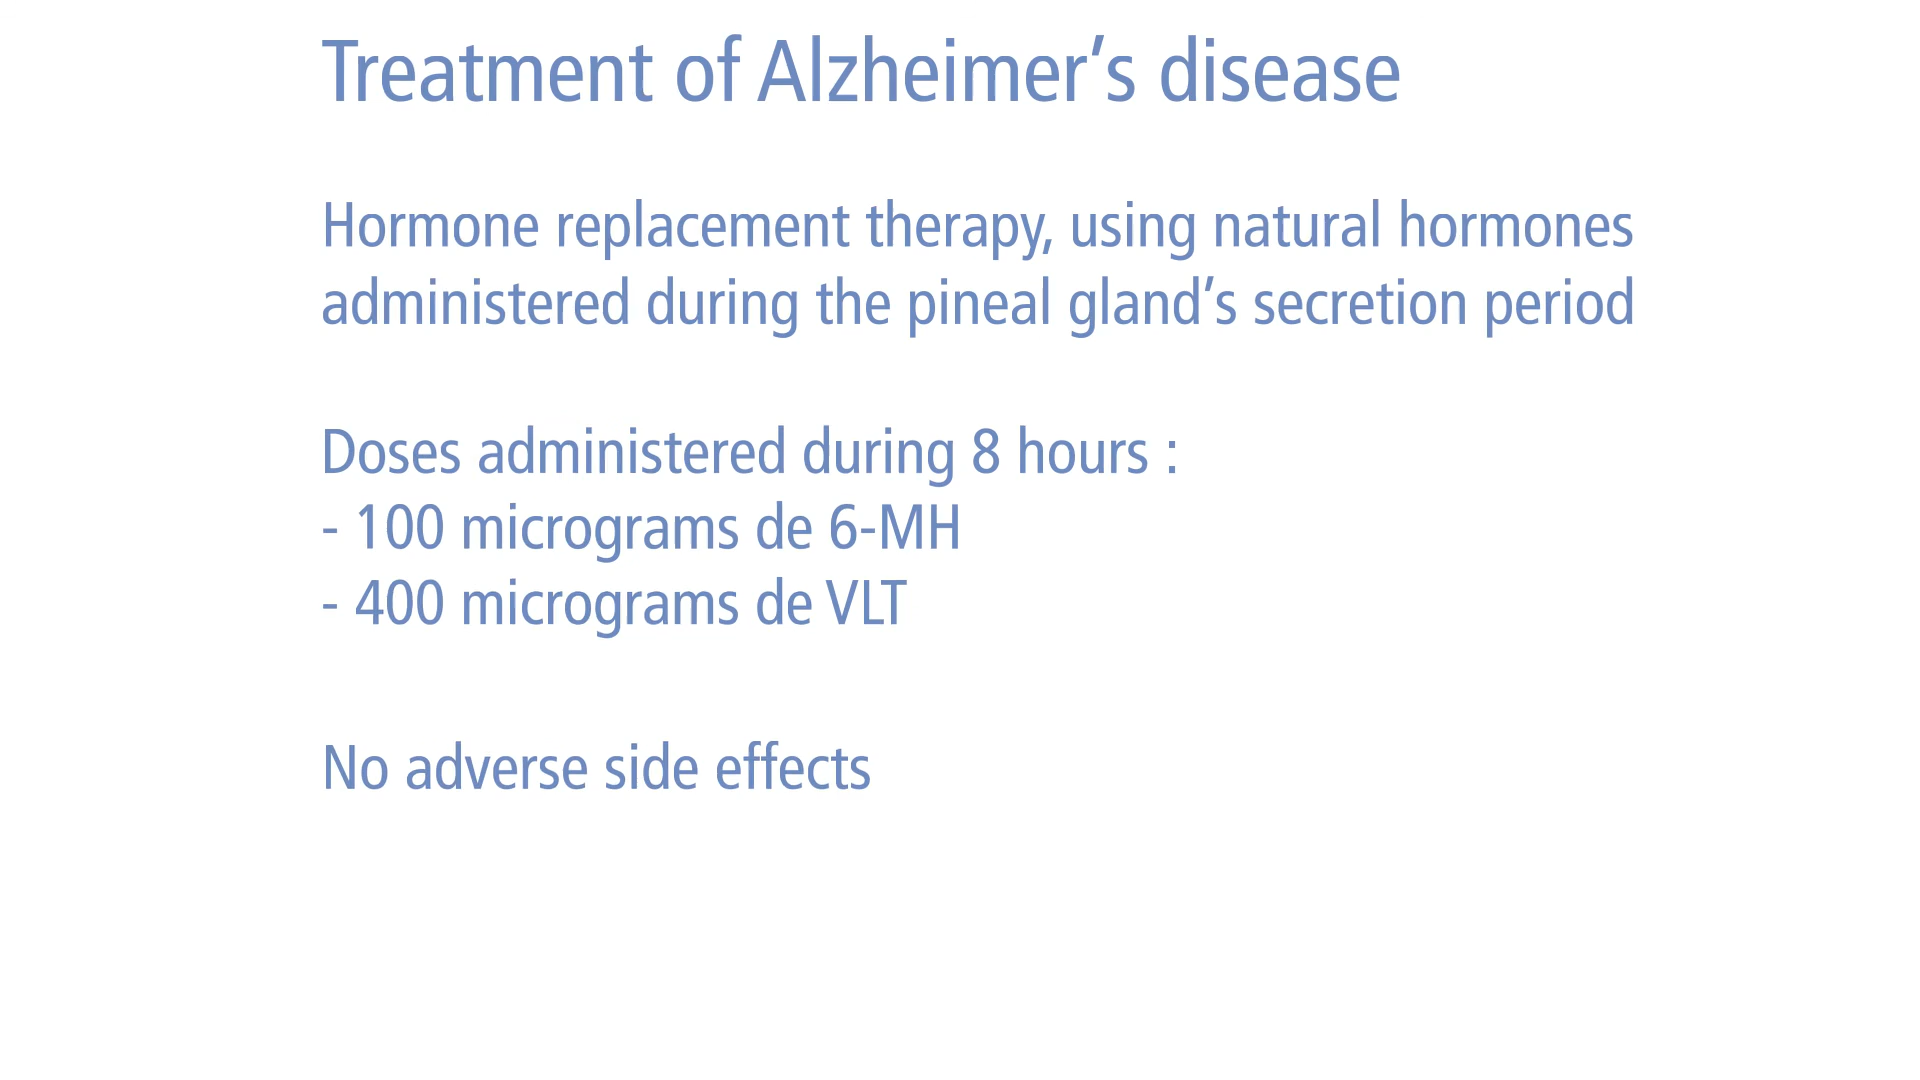 Treatment of Alzheimer’s disease
Hormone replacement therapy, using natural hormones
administered during the pineal gland’s secretion period
Doses administered during 8 hours :
- 100 micrograms de 6-MH
- 400 micrograms de VLT
No adverse side effects